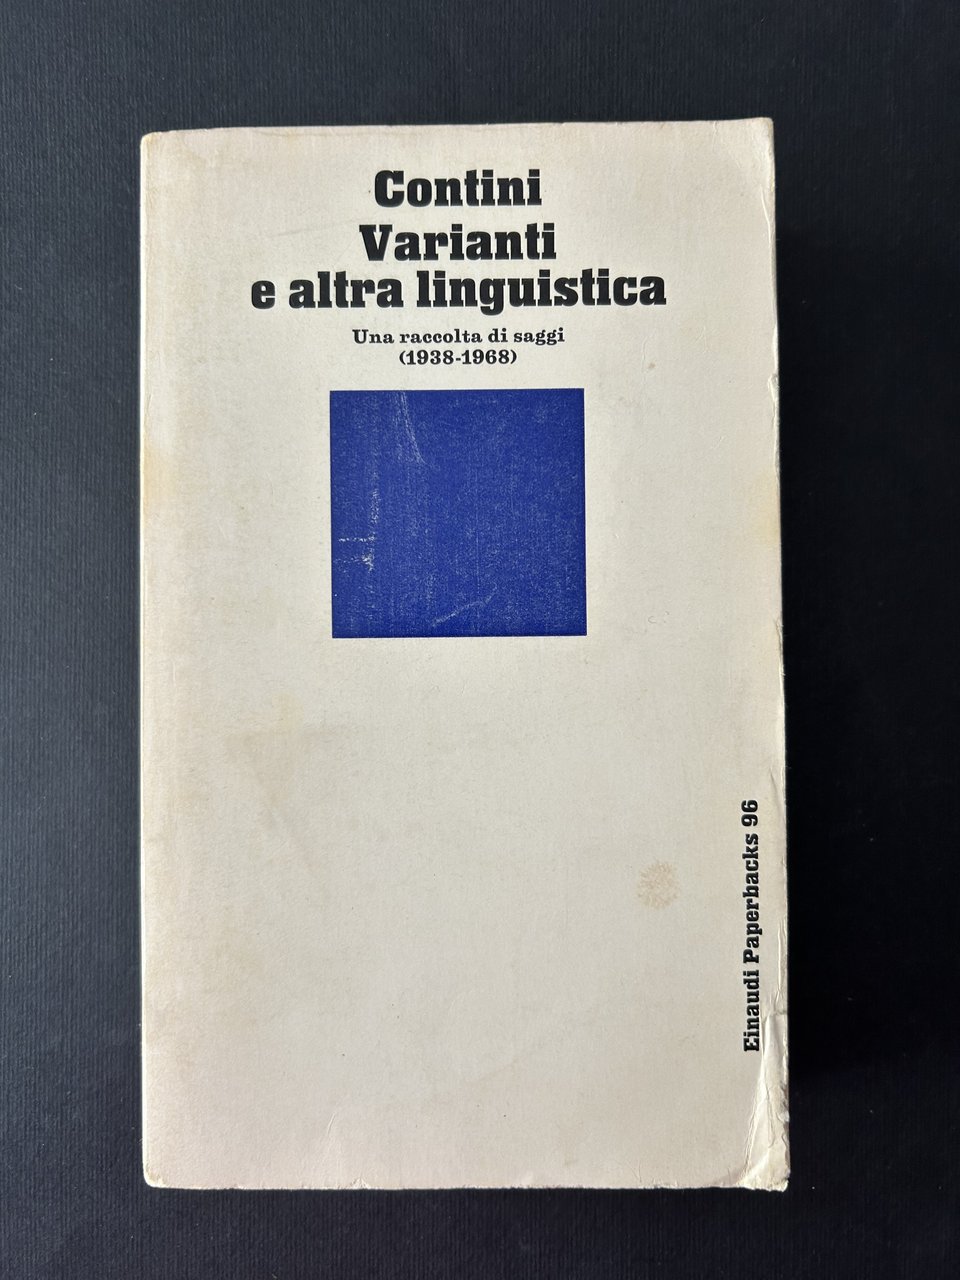 Contini
Varianti
e altra linguistica
Una raccolta di saggi
(1938-1968)
Einaudi Paperbacks 96